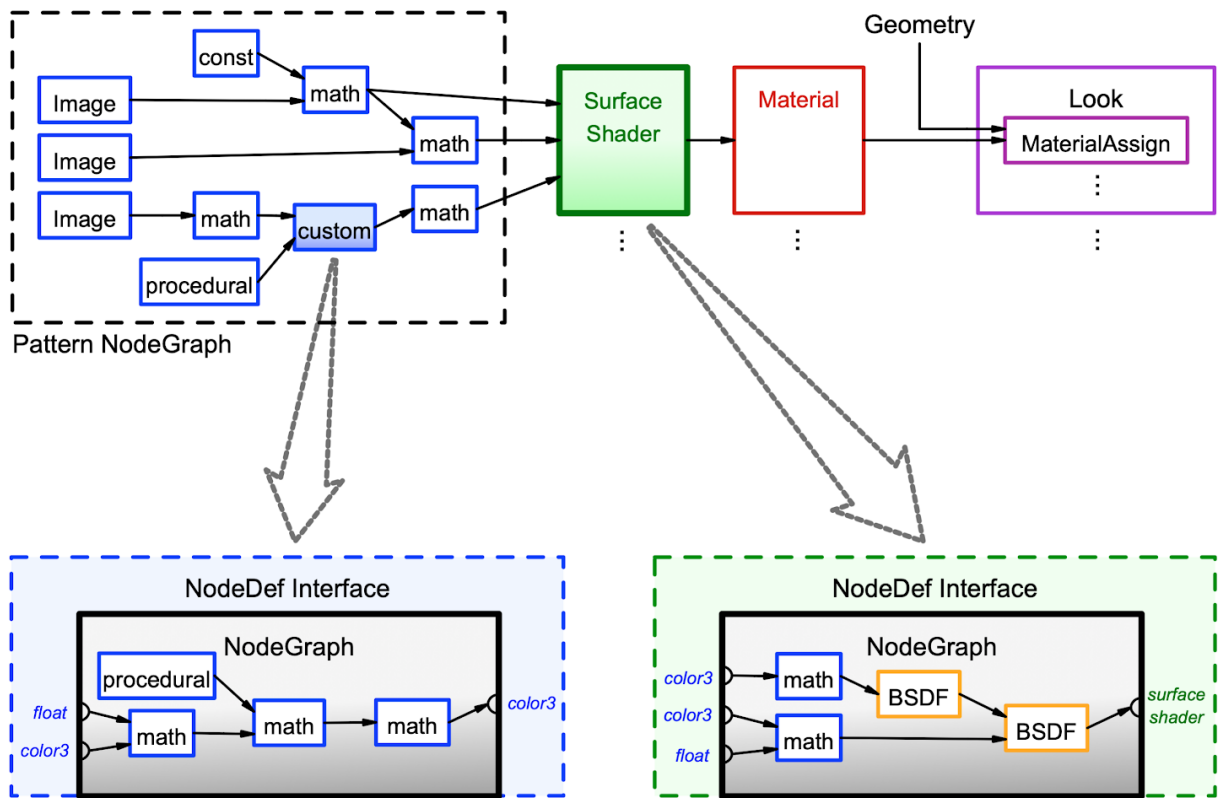 Geometry
const
Image
math
Surface
Shader
Material
Look
math
MaterialAssign
Image
Image
math
custom
math
procedural
Pattern NodeGraph
NodeDef Interface
NodeGraph
procedural
float
color3
math
math
math
color3
NodeDef Interface
NodeGraph
color3
math
BSDF
color3
float
math
BSDF
surface
shader